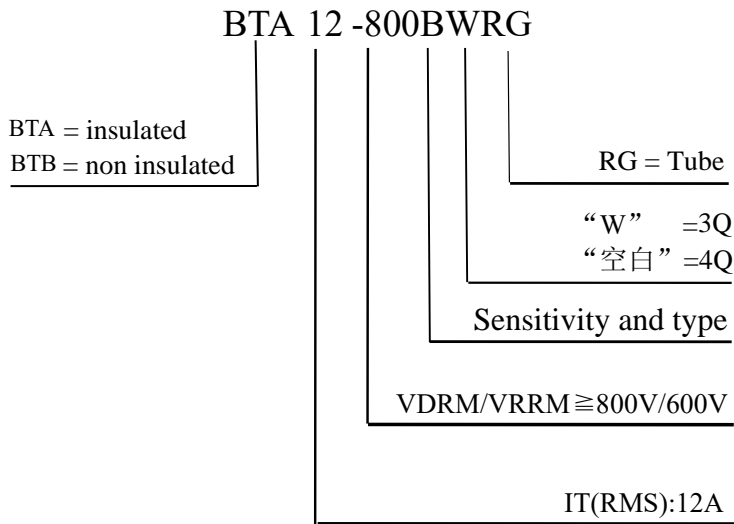 BTA 12 -800BWRG
BTA = insulated
BTB = non insulated
RG = Tube
“W” =3Q
“空白” =4Q
Sensitivity and type
VDRM/VRRM≧800V/600V
IT(RMS):12A